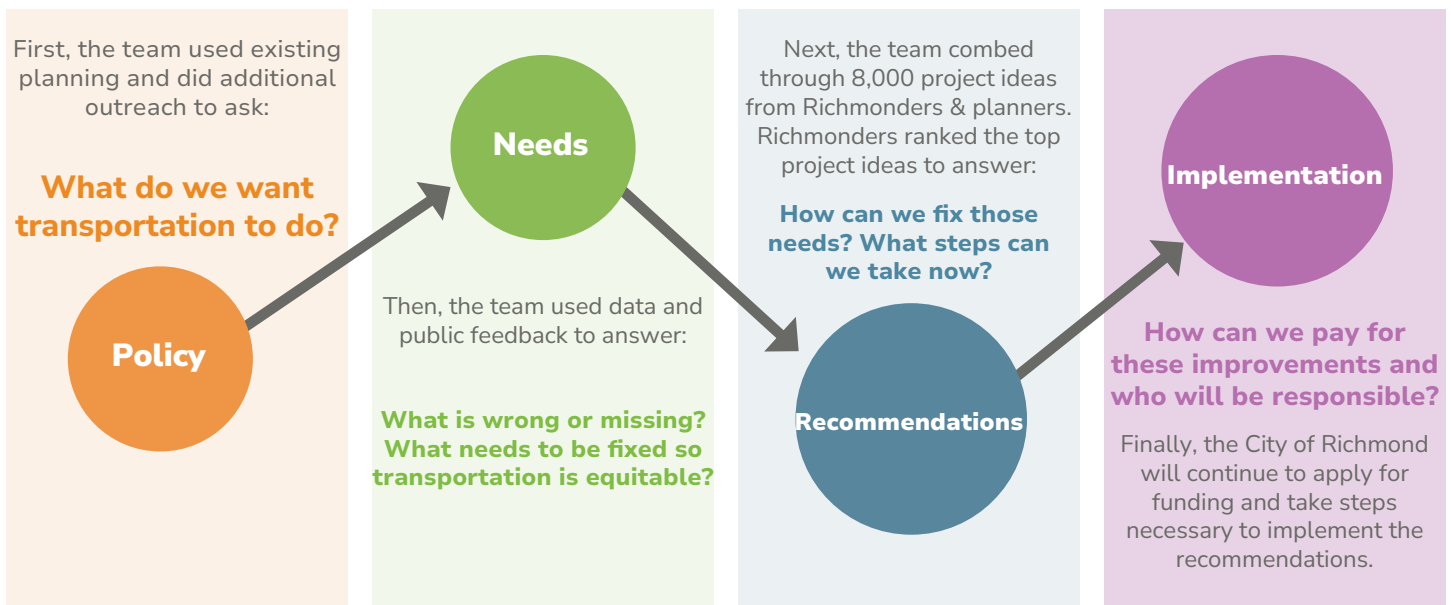 First, the team used existing
planning and did additional
outreach to ask:
What do we want
transportation to do?
Policy
Needs
Then, the team used data and
public feedback to answer:
What is wrong or missing?
What needs to be fixed so
transportation is equitable?
Next, the team combed
through 8,000 project ideas
from Richmonders & planners.
Richmonders ranked the top
project ideas to answer:
How can we fix those
needs? What steps can
we take now?
Recommendations
Implementation
How can we pay for
these improvements and
who will be responsible?
Finally, the City of Richmond
will continue to apply for
funding and take steps
necessary to implement the
recommendations.